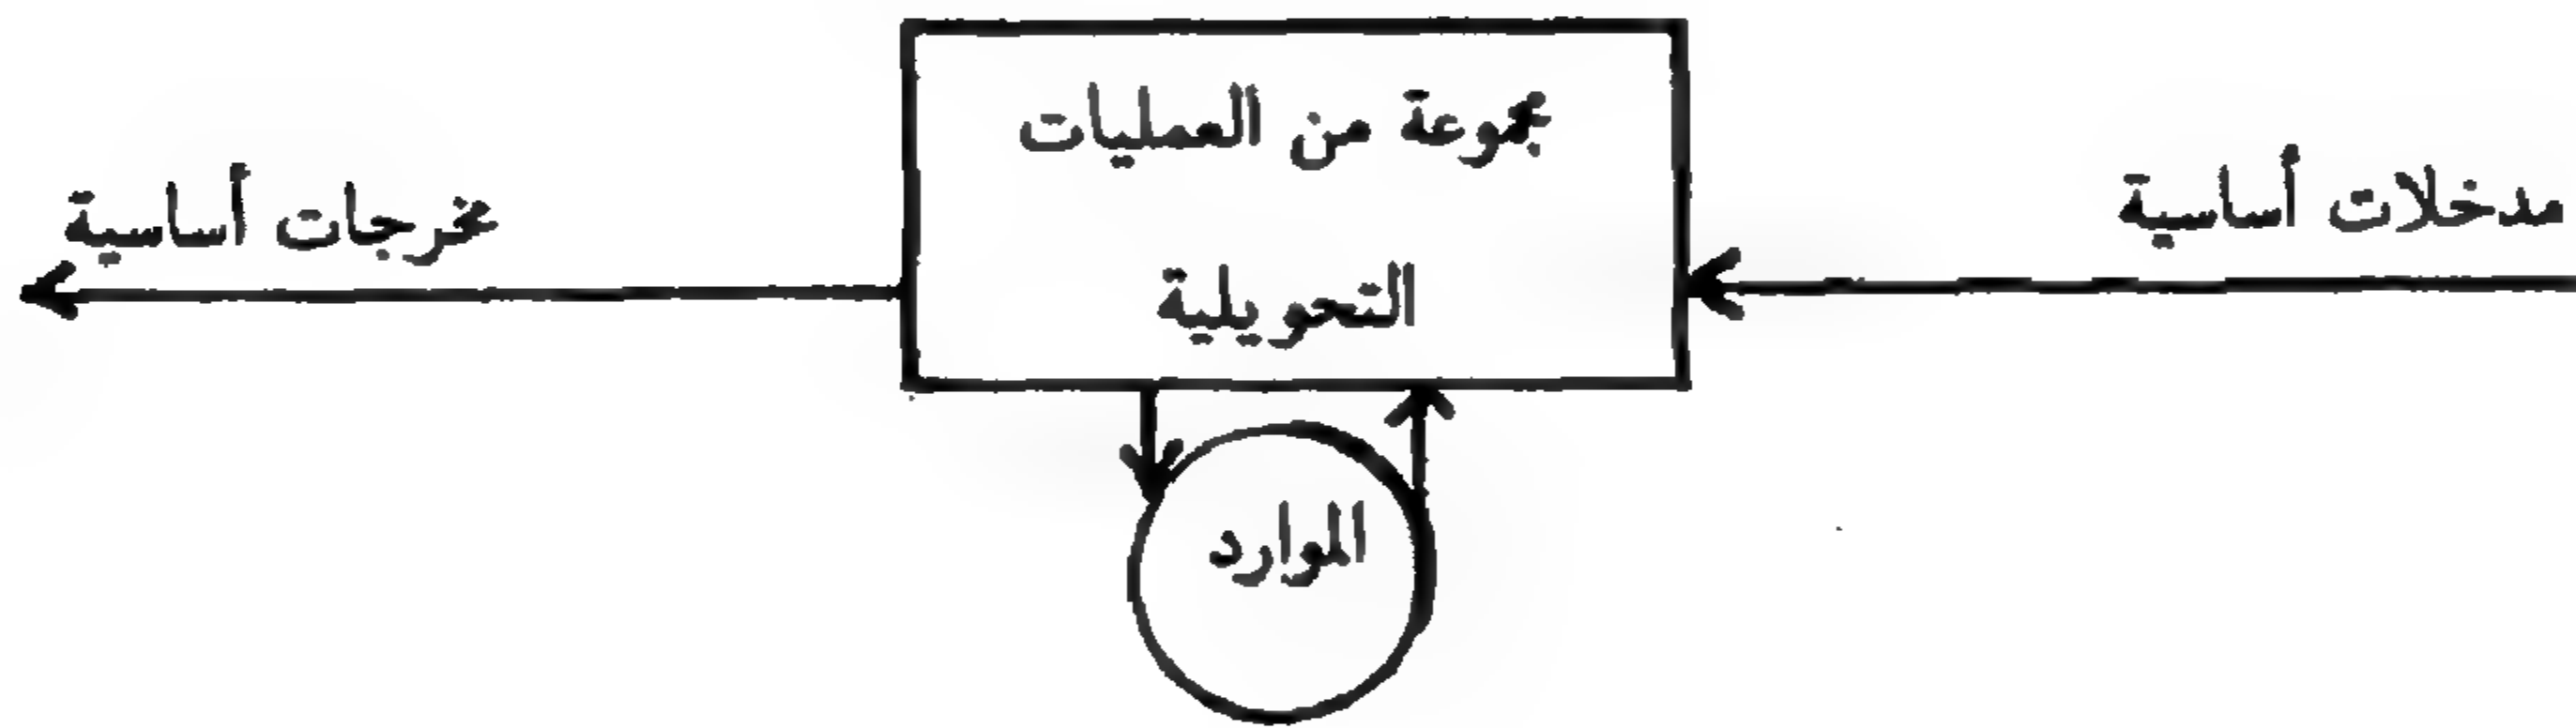 مجموعة من العمليات
التحويلية
مدخلات أساسية
مخرجات أساسية
الموارد